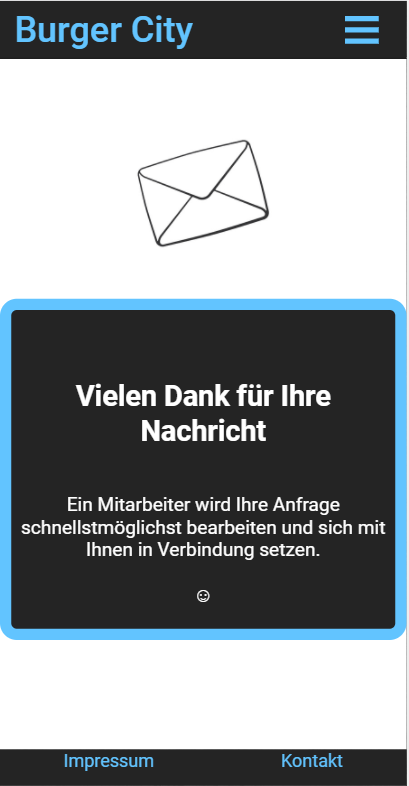 Burger City
Vielen Dank für Ihre
Nachricht
Ein Mitarbeiter wird Ihre Anfrage
schnellstmöglichst bearbeiten und sich mit
Ihnen in Verbindung setzen.
☺
Impressum Kontakt